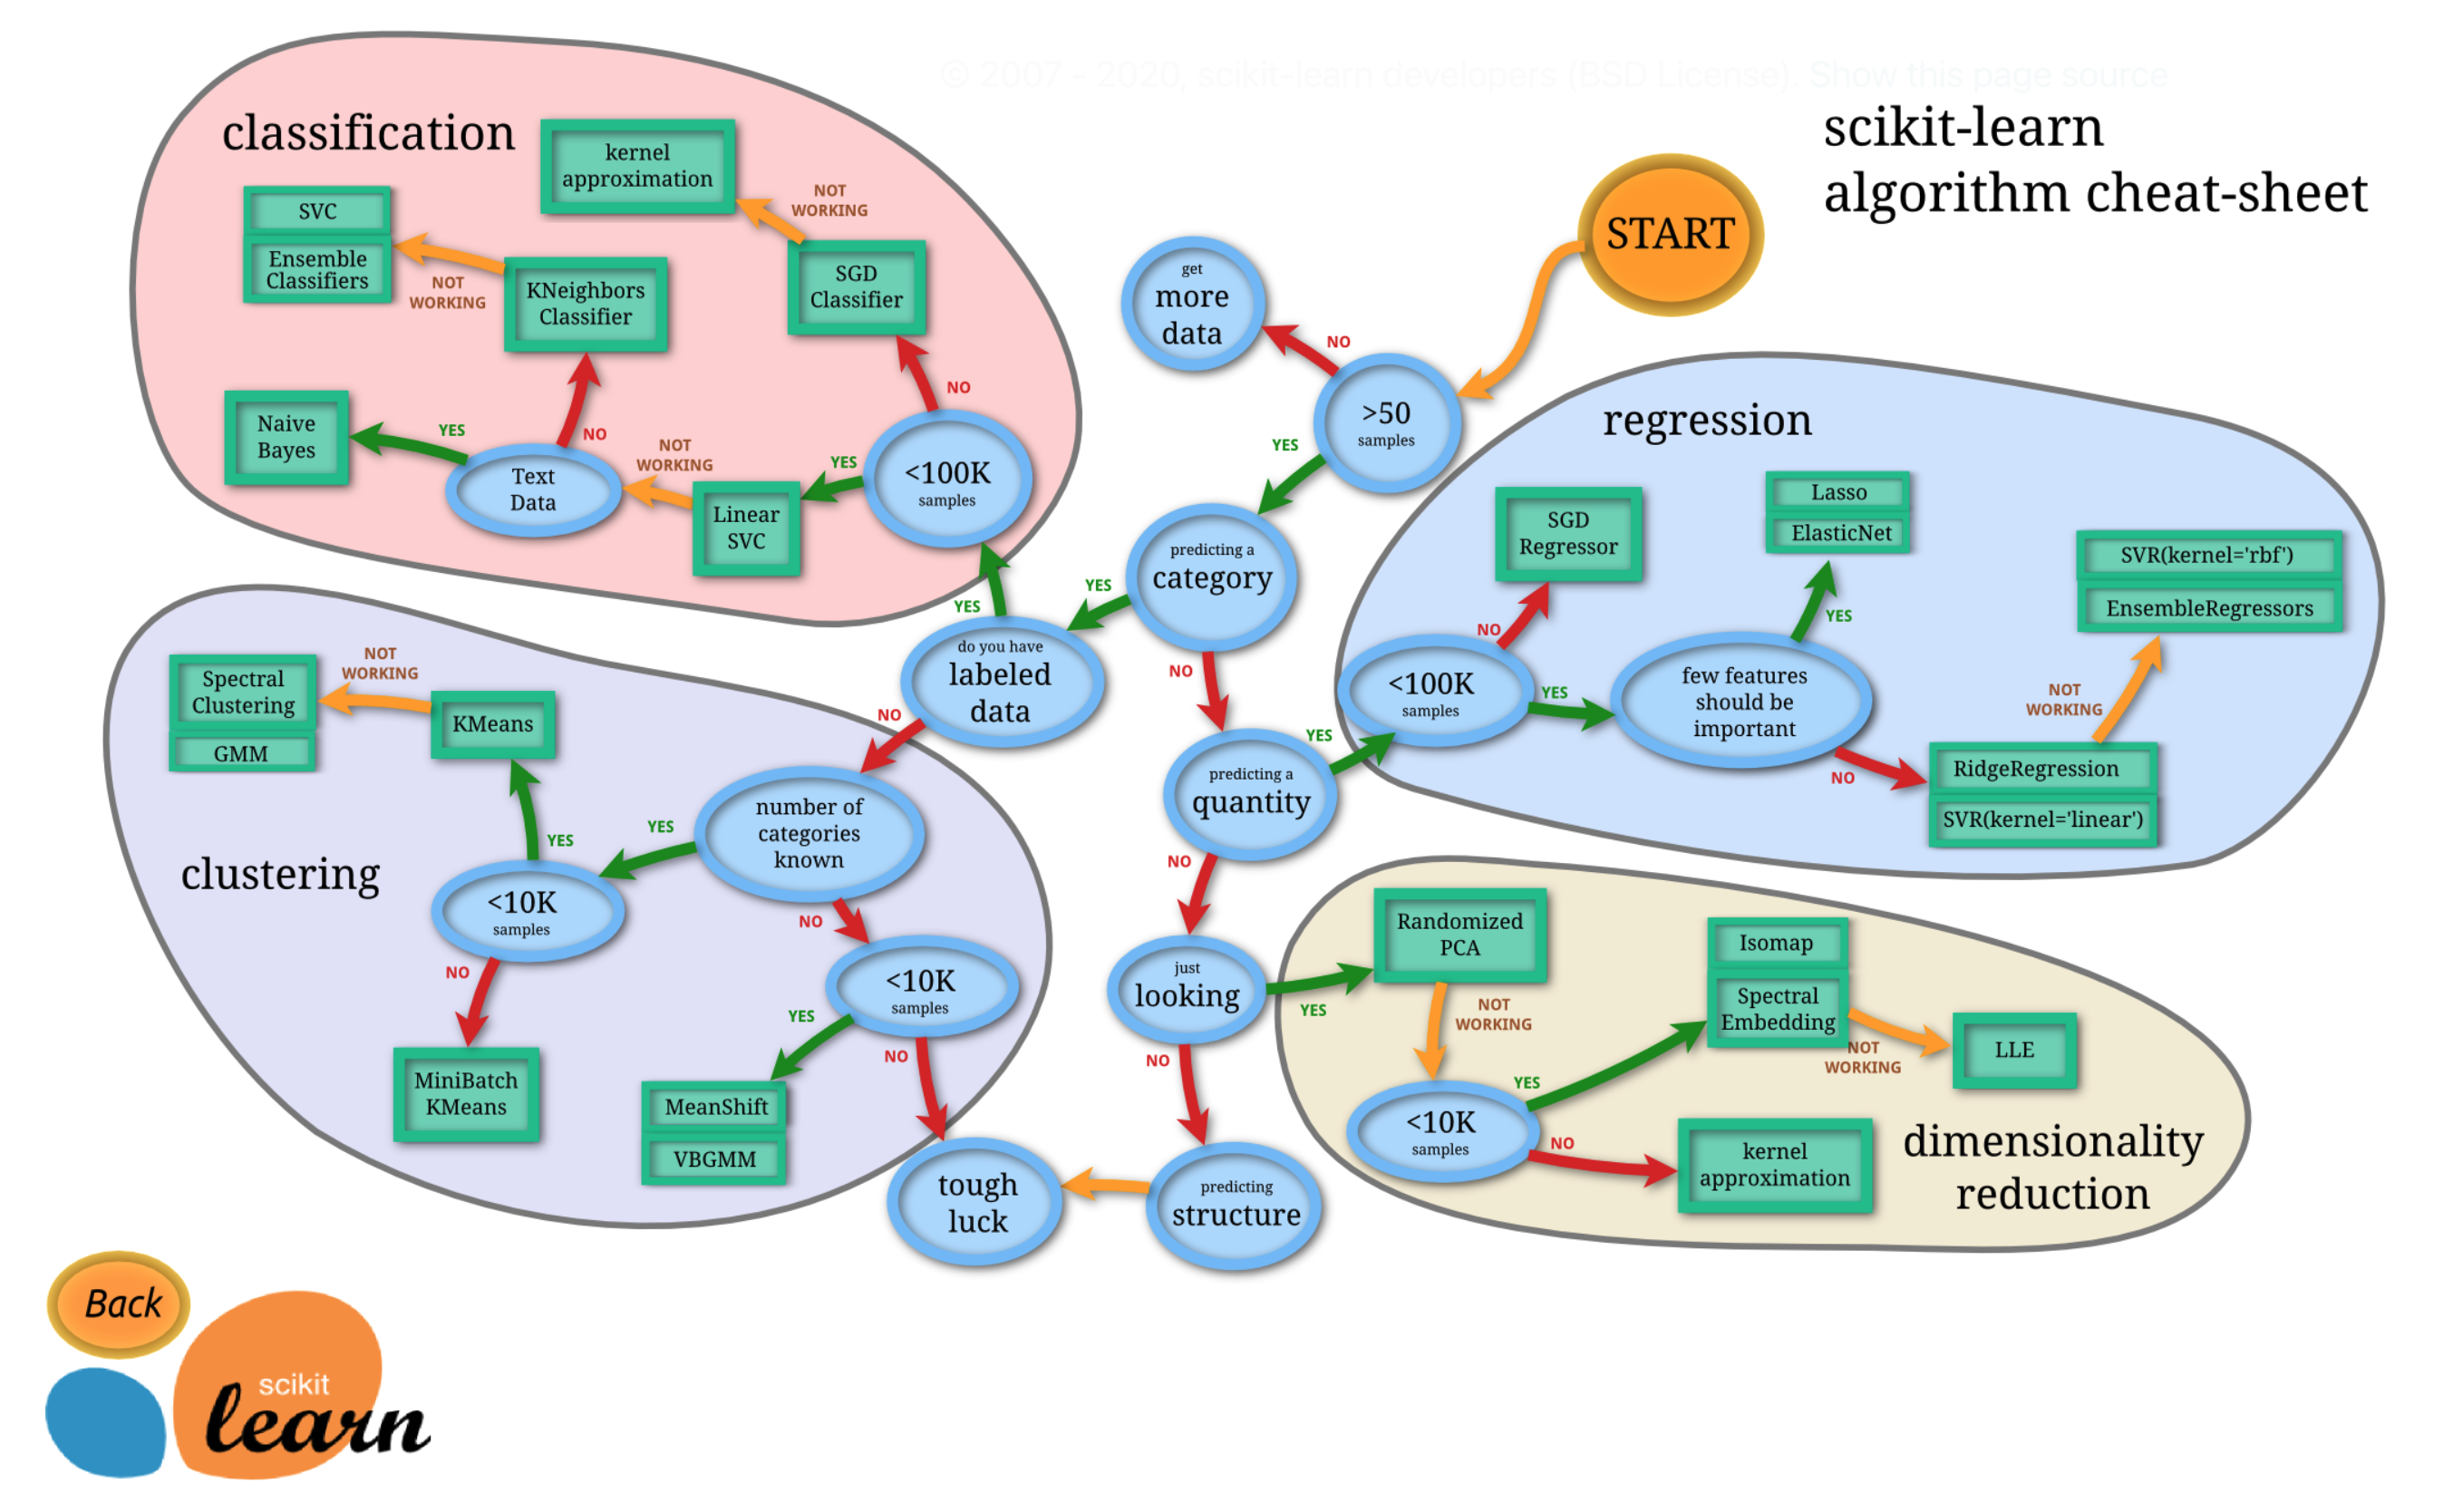 © 2007 - 2020, scikit-learn developers (BSD License). Show this page source
scikit-learn
algorithm cheat-sheet
START
classification
kernel
approximation
NOT
WORKING
SVC
Ensemble
Classifiers
NOT
WORKING
KNeighbors
Classifier
SGD
Classifier
NO
Naive
Bayes
YES
NO
Text
Data
NOT
WORKING
Linear
SVC
YES
<100K
samples
get
more
data
NO
>50
samples
YES
predicting a
category
YES
YES
do you have
labeled
data
NO
NO
predicting a
quantity
YES
NO
just
looking
YES
NO
predicting
structure
tough
luck
regression
SGD
Regressor
Lasso
ElasticNet
SVR(kernel='rbf')
EnsembleRegressors
NO
YES
<100K
samples
YES
few features
should be
important
NOT
WORKING
NO
RidgeRegression
SVR(kernel='linear')
clustering
Spectral
Clustering
GMM
NOT
WORKING
KMeans
YES
YES
number of
categories
known
<10K
samples
NO
NO
<10K
samples
YES
NO
MiniBatch
KMeans
MeanShift
VBGMM
Randomized
PCA
NOT
WORKING
Isomap
Spectral
Embedding
NOT
WORKING
LLE
YES
<10K
samples
NO
kernel
approximation
dimensionality
reduction
Back
scikit
learn